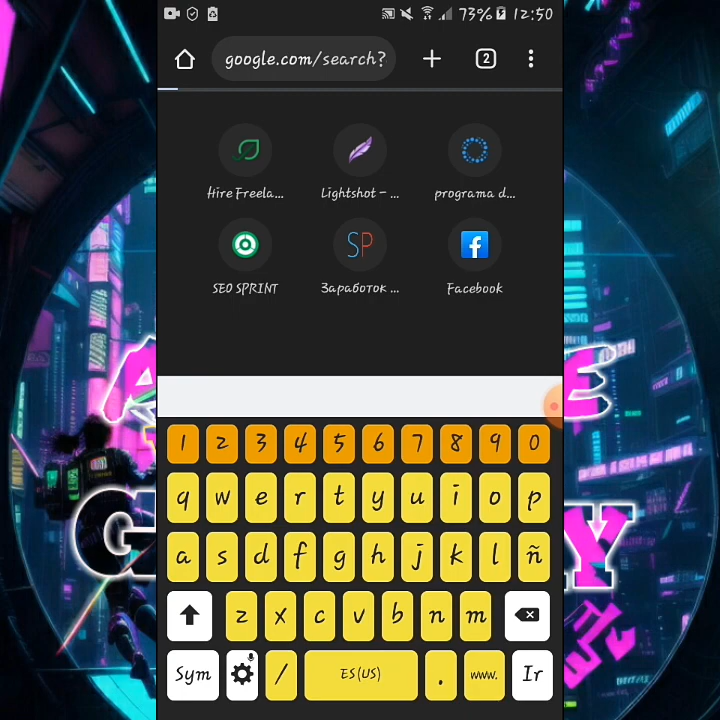 73% 12:50
google.com/search? 2
Hire Freela... Lightshot – ... programa d...
SEO SPRINT Заработок ... Facebook
1 2 3 4 5 6 7 8 9 0
q w e r t y u i o p
a s d f g h j k l ñ
z x c v b n m
Sym / ES(US) . www. Ir